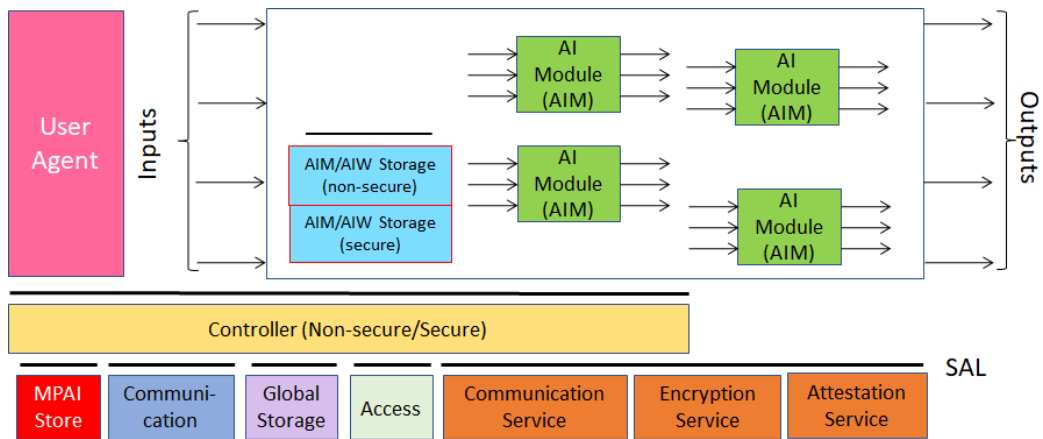 User
Agent
Inputs
AIM/AIW Storage
(non-secure)
AIM/AIW Storage
(secure)
AI
Module
(AIM)
AI
Module
(AIM)
AI
Module
(AIM)
AI
Module
(AIM)
Outputs
Controller (Non-secure/Secure)
SAL
MPAI
Store
Communi-
cation
Global
Storage
Access
Communication
Service
Encryption
Service
Attestation
Service